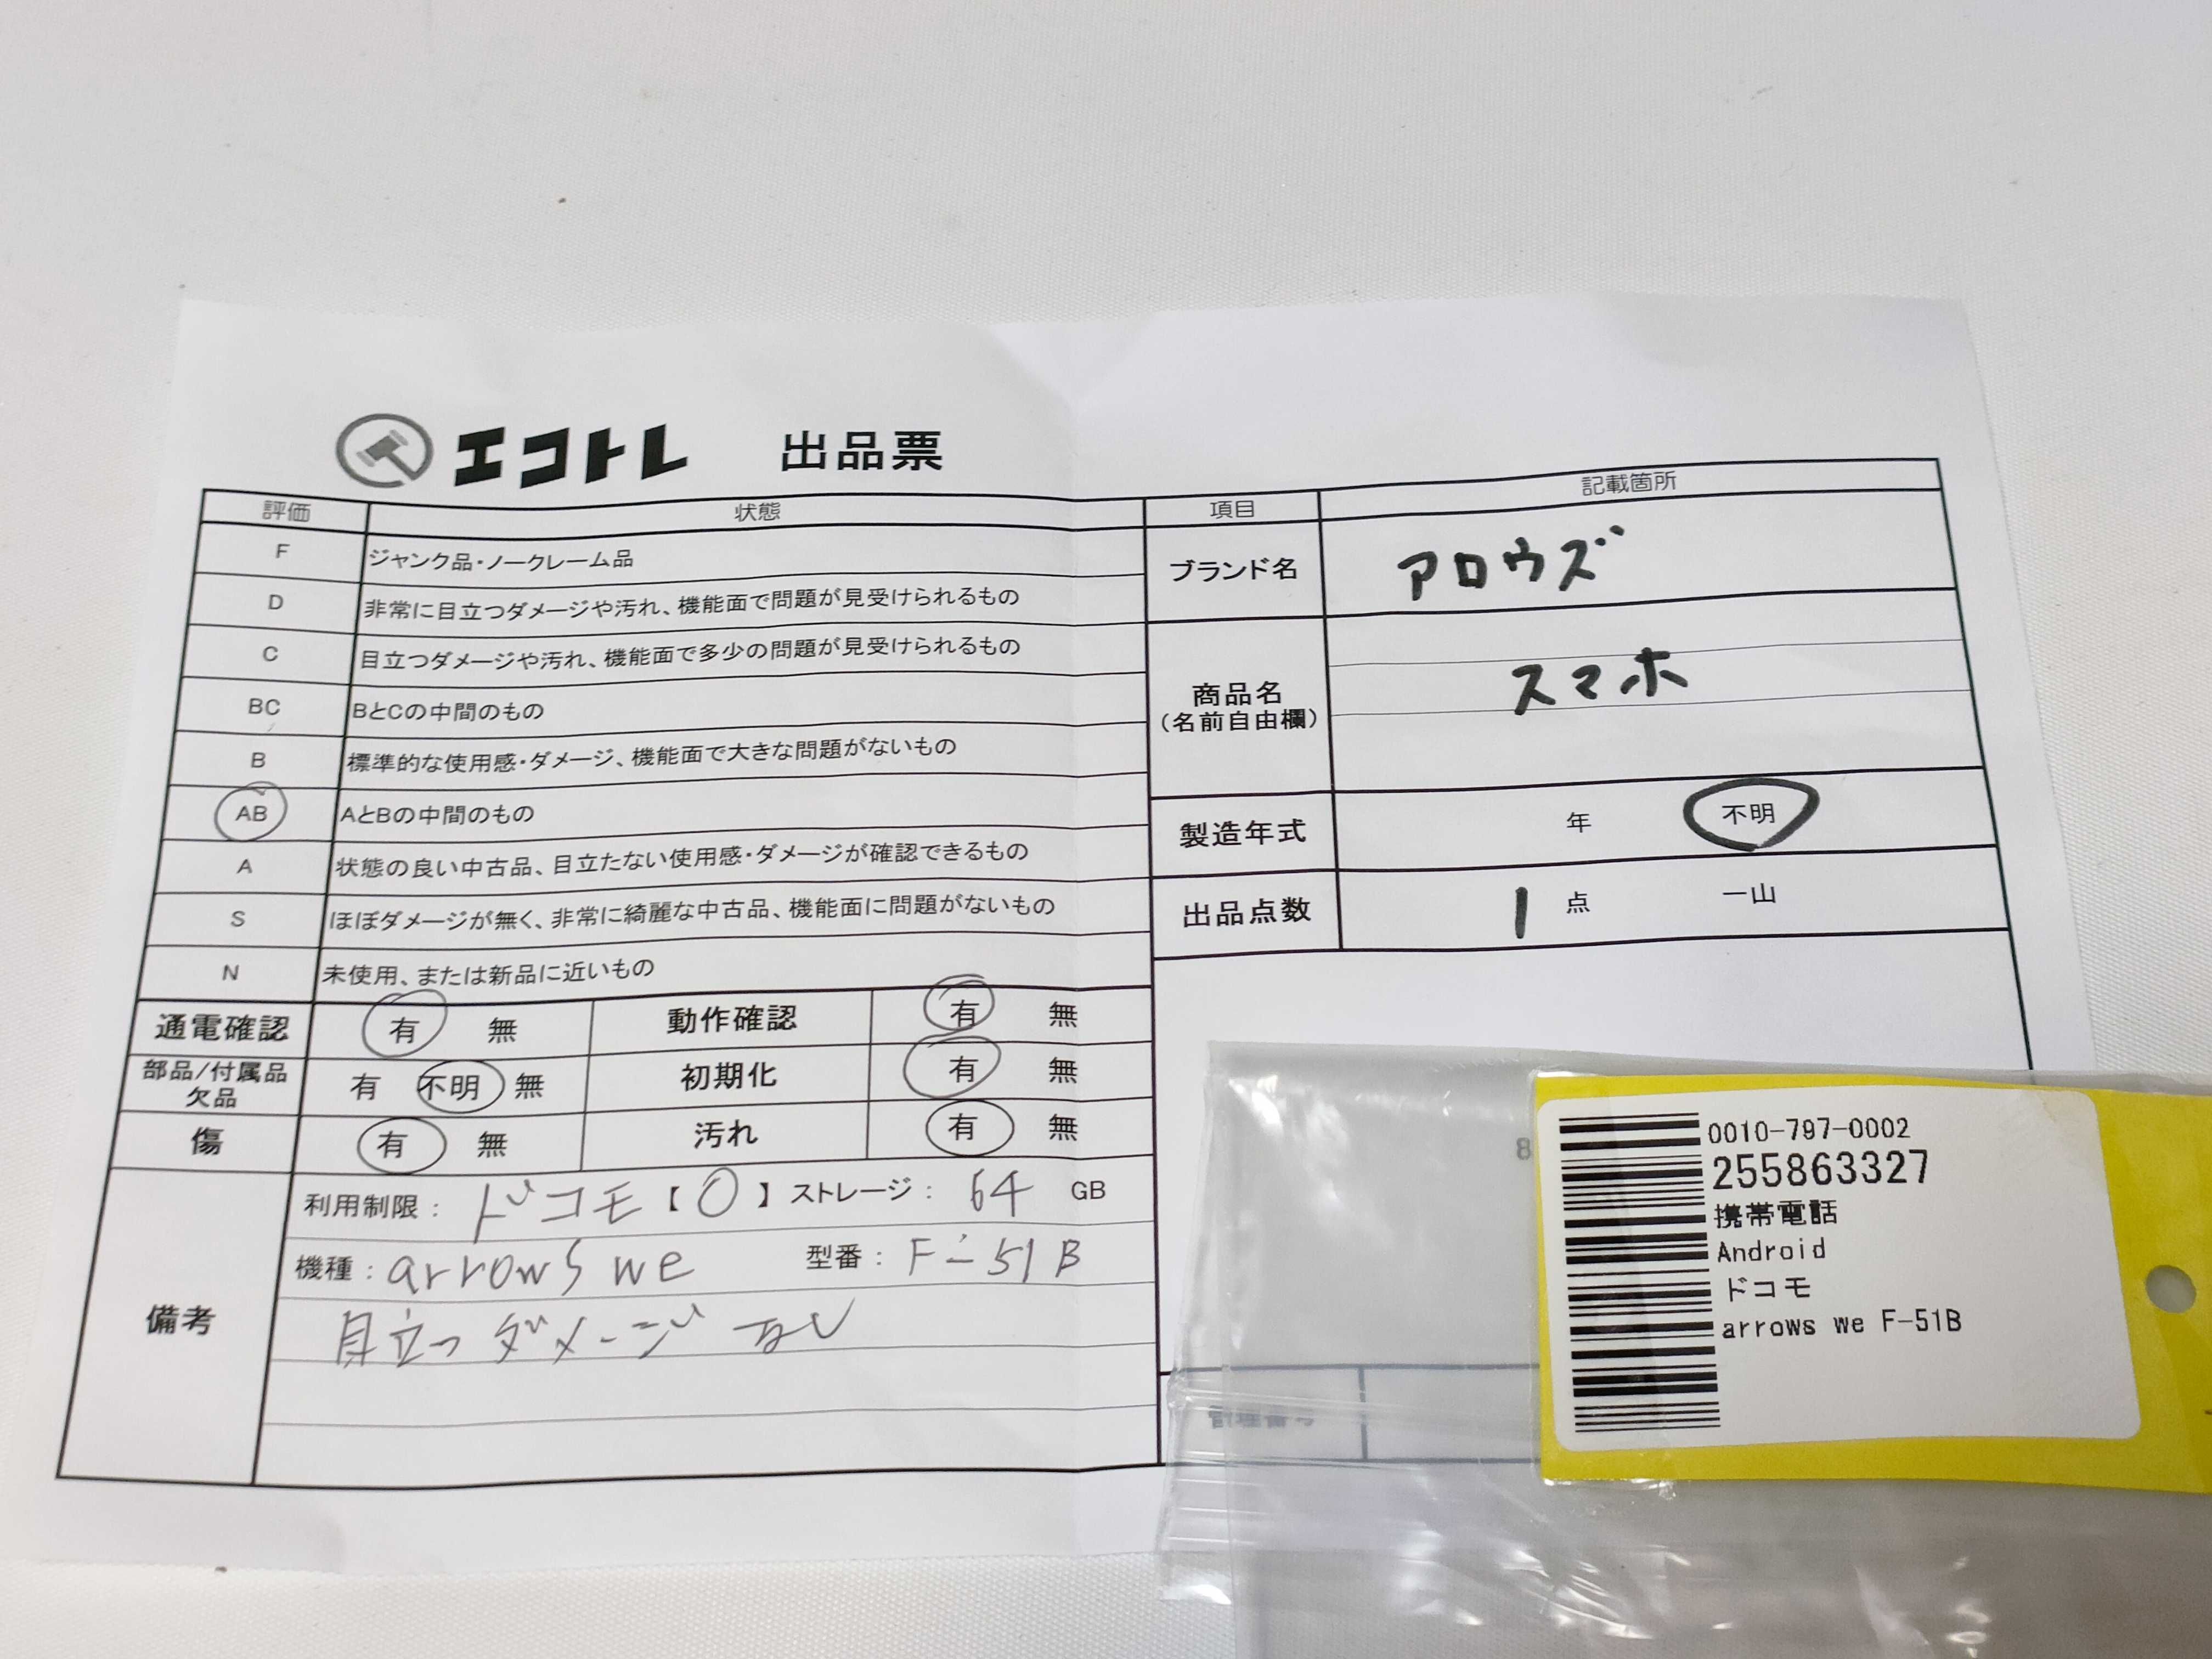 エコトレ 出品票
評価 状態
F ジャンク品・ノークレーム品
D 非常に目立つダメージや汚れ、機能面で問題が見受けられるもの
C 目立つダメージや汚れ、機能面で多少の問題が見受けられるもの
BC BとCの中間のもの
B 標準的な使用感・ダメージ、機能面で大きな問題がないもの
AB AとBの中間のもの
A 状態の良い中古品、目立たない使用感・ダメージが確認できるもの
S ほぼダメージが無く、非常に綺麗な中古品、機能面に問題がないもの
N 未使用、または新品に近いもの
通電確認 有 無 動作確認 有 無
部品/付属品
欠品 有 不明 無 初期化 有 無
傷 有 無 汚れ 有 無
備考
利用制限: ドコモ【〇】ストレージ: 64 GB
機種: arrows we 型番: F-51B
目立つダメージなし
項目 記載箇所
ブランド名 アロウズ
商品名
(名前自由欄) スマホ
製造年式 年 不明
出品点数 1 点 一山
8
管理番号
0010-797-0002
255863327
携帯電話
Android
ドコモ
arrows we F-51B